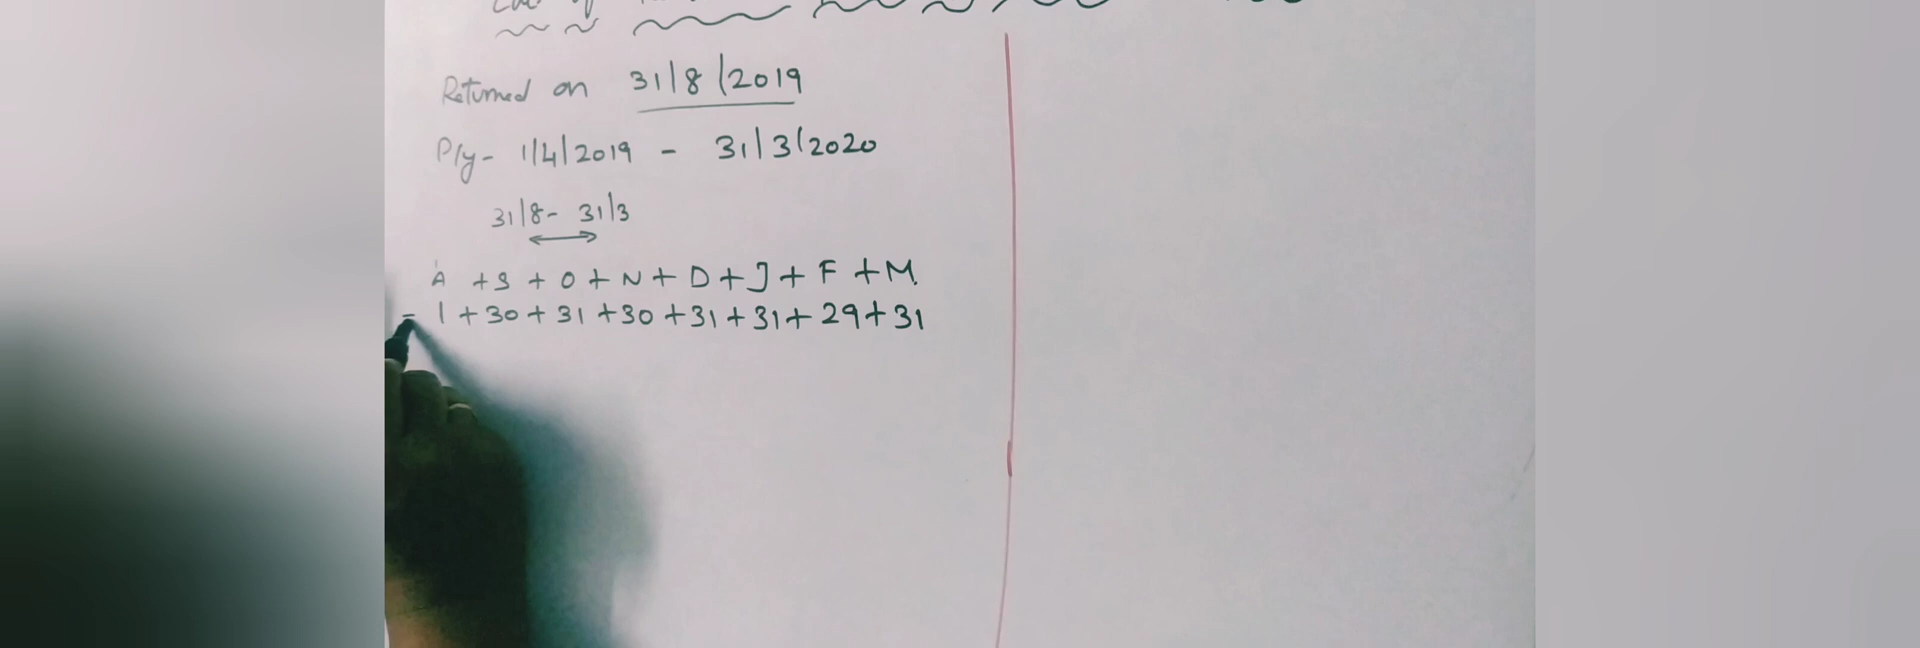 Returned on 31/8/2019
P/y- 1/4/2019 - 31/3/2020
31/8- 31/3
A + S + O + N + D + J + F + M
= 1 + 30 + 31 + 30 + 31 + 31 + 29 + 31